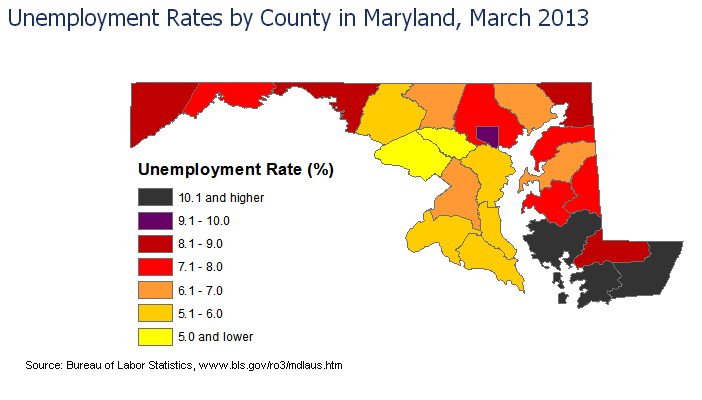 Unemployment Rates by County in Maryland, March 2013
Unemployment Rate (%)
10.1 and higher
9.1 - 10.0
8.1 - 9.0
7.1 - 8.0
6.1 - 7.0
5.1 - 6.0
5.0 and lower
Source: Bureau of Labor Statistics, www.bls.gov/ro3/mdlaus.htm